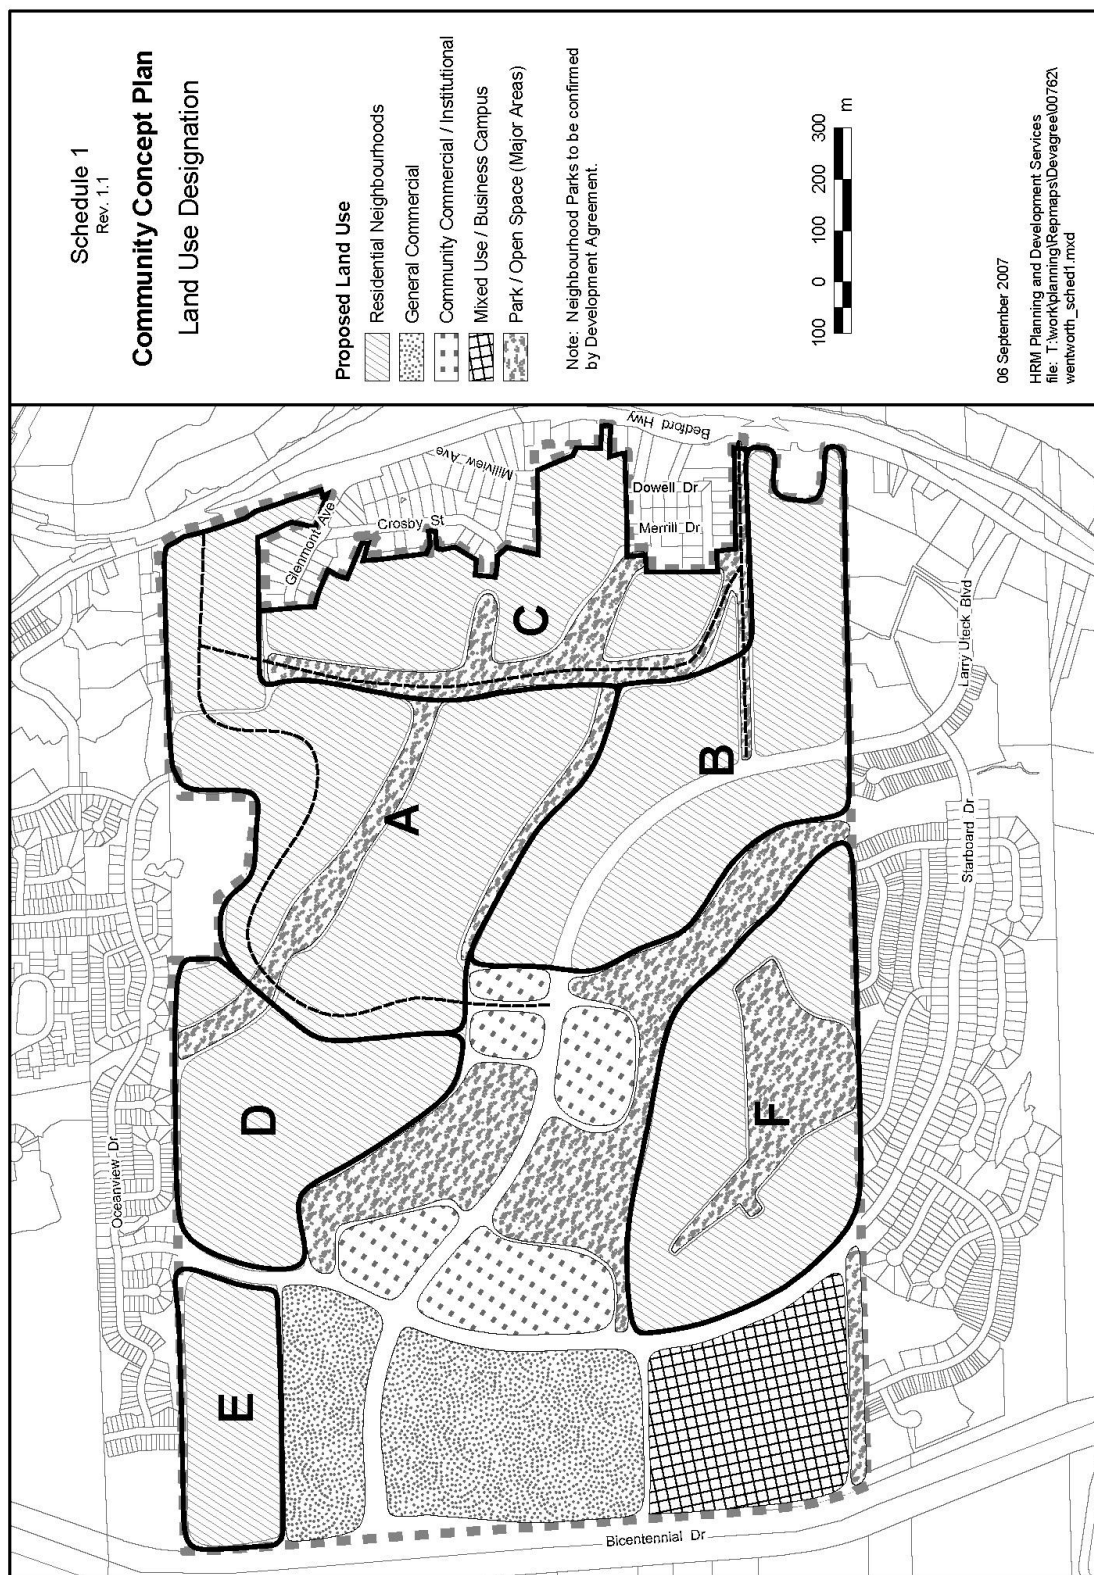 Schedule 1
Rev. 1.1
Community Concept Plan
Land Use Designation
Proposed Land Use
Residential Neighbourhoods
General Commercial
Community Commercial / Institutional
Mixed Use / Business Campus
Park / Open Space (Major Areas)
Note: Neighbourhood Parks to be confirmed
by Development Agreement.
100 0 100 200 300
m
06 September 2007
HRM Planning and Development Services
file: T:\work\planning\Repmaps\Devagree\00762\
wentworth_sched1.mxd
Bedford Hwy
Millview Ave
Glenmont Ave
Crosby St
Dowell Dr
Merrill Dr
C
Larry Uteck Blvd
B
A
Starboard Dr
D
F
Oceanview Dr
E
Bicentennial Dr